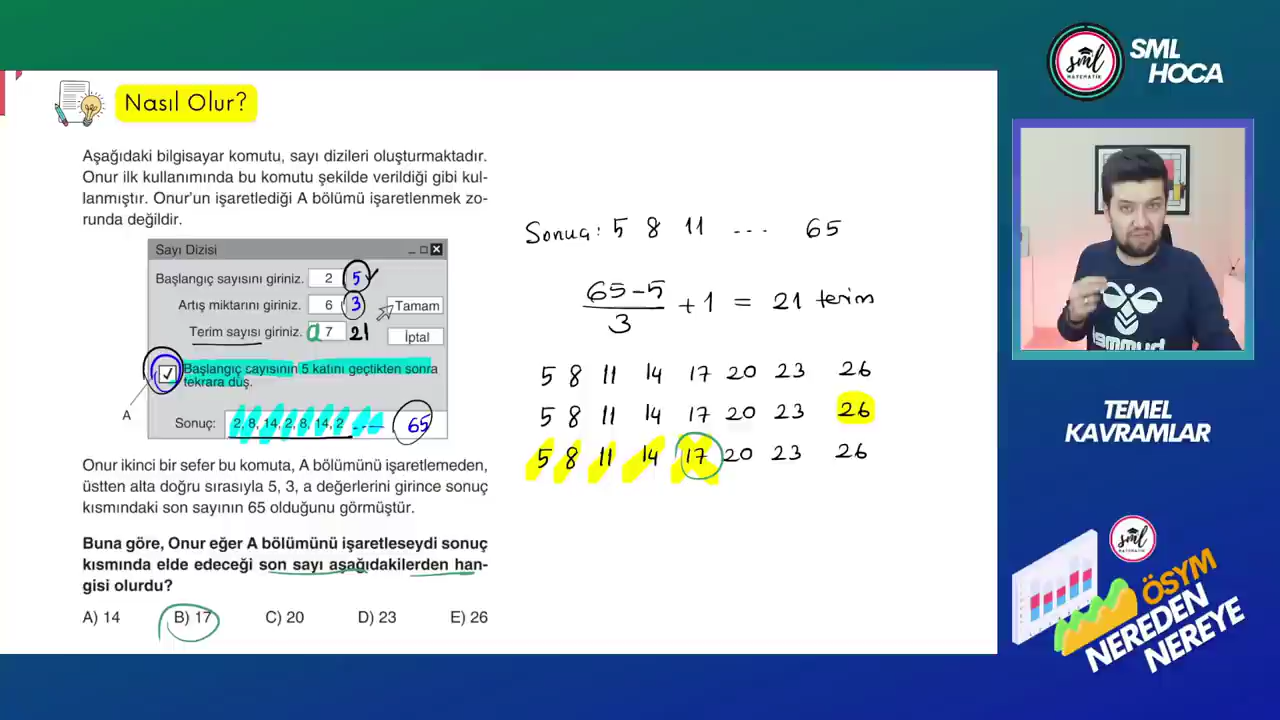 Nasıl Olur?
Aşağıdaki bilgisayar komutu, sayı dizileri oluşturmaktadır.
Onur ilk kullanımında bu komutu şekilde verildiği gibi kul-
lanmıştır. Onur'un işaretlediği A bölümü işaretlenmek zo-
runda değildir.
Sayı Dizisi
Başlangıç sayısını giriniz. 2 5
Artış miktarını giriniz. 6 3 Tamam
Terim sayısı giriniz. a 7 21 İptal
Başlangıç sayısının 5 katını geçtikten sonra
tekrara düş.
A
Sonuç: 2, 8, 14, 2, 8, 14, 2 ..... 65
Onur ikinci bir sefer bu komuta, A bölümünü işaretlemeden,
üstten alta doğru sırasıyla 5, 3, a değerlerini girince sonuç
kısmındaki son sayının 65 olduğunu görmüştür.
Buna göre, Onur eğer A bölümünü işaretleseydi sonuç
kısmında elde edeceği son sayı aşağıdakilerden han-
gisi olurdu?
A) 14 B) 17 C) 20 D) 23 E) 26
Sonuç: 5 8 11 ... 65
65-5
3
+ 1 = 21 terim
5 8 11 14 17 20 23 26
5 8 11 14 17 20 23 26
5 8 11 14 17 20 23 26
sml
MATEMATİK
SML
HOCA
hummel
TEMEL
KAVRAMLAR
sml
MATEMATİK
ÖSYM
NEREDEN
NEREYE